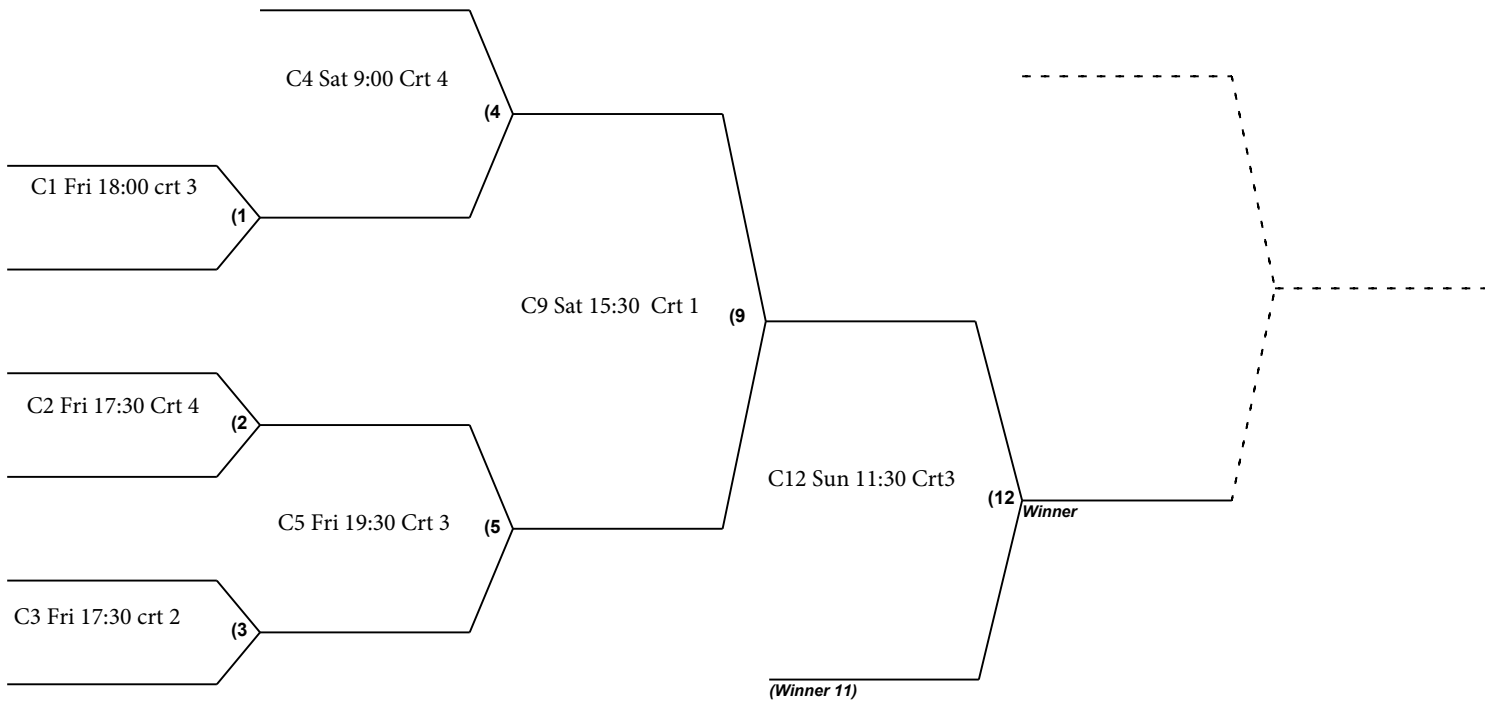 C4 Sat 9:00 Crt 4
(4
C1 Fri 18:00 crt 3
(1
C9 Sat 15:30 Crt 1
(9
C2 Fri 17:30 Crt 4
(2
C12 Sun 11:30 Crt3
(12
Winner
C5 Fri 19:30 Crt 3
(5
C3 Fri 17:30 crt 2
(3
(Winner 11)